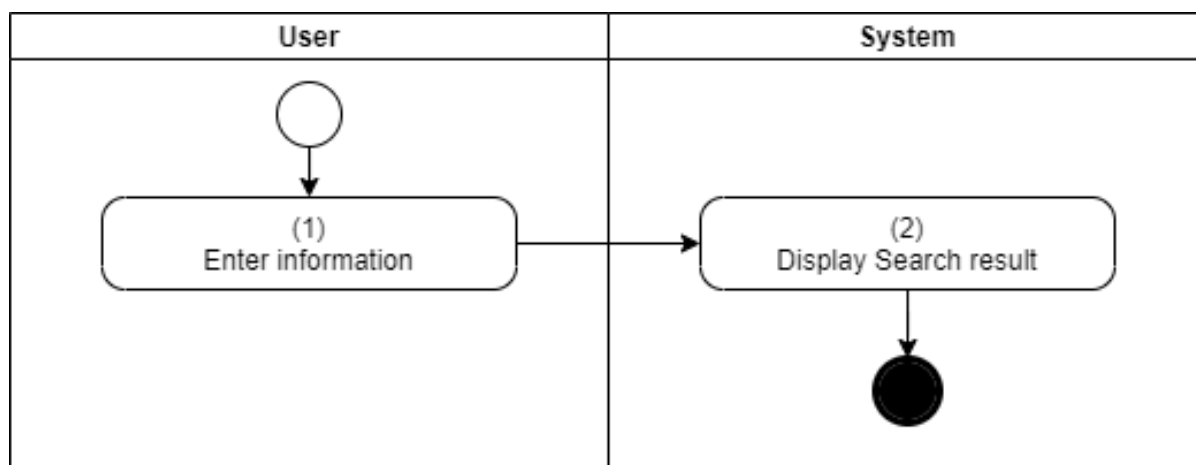 User
System
(1)
Enter information
(2)
Display Search result